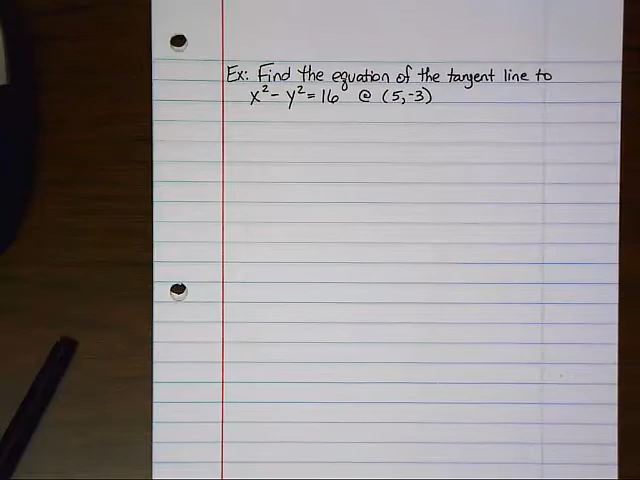 Ex: Find the equation of the tangent line to
x² - y² = 16 @ (5,-3)